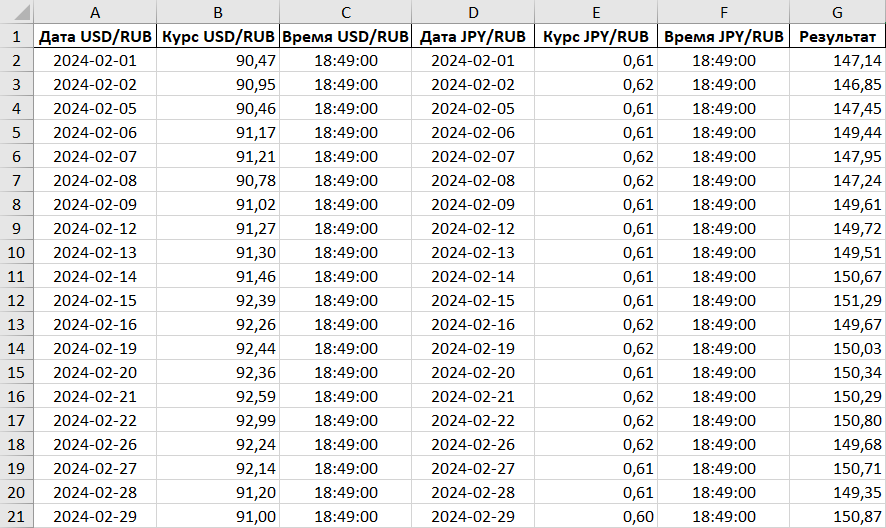 A B C D E F G
1 Дата USD/RUB Курс USD/RUB Время USD/RUB Дата JPY/RUB Курс JPY/RUB Время JPY/RUB Результат
2 2024-02-01 90,47 18:49:00 2024-02-01 0,61 18:49:00 147,14
3 2024-02-02 90,95 18:49:00 2024-02-02 0,62 18:49:00 146,85
4 2024-02-05 90,46 18:49:00 2024-02-05 0,61 18:49:00 147,45
5 2024-02-06 91,17 18:49:00 2024-02-06 0,61 18:49:00 149,44
6 2024-02-07 91,21 18:49:00 2024-02-07 0,62 18:49:00 147,95
7 2024-02-08 90,78 18:49:00 2024-02-08 0,62 18:49:00 147,24
8 2024-02-09 91,02 18:49:00 2024-02-09 0,61 18:49:00 149,61
9 2024-02-12 91,27 18:49:00 2024-02-12 0,61 18:49:00 149,72
10 2024-02-13 91,30 18:49:00 2024-02-13 0,61 18:49:00 149,51
11 2024-02-14 91,46 18:49:00 2024-02-14 0,61 18:49:00 150,67
12 2024-02-15 92,39 18:49:00 2024-02-15 0,61 18:49:00 151,29
13 2024-02-16 92,26 18:49:00 2024-02-16 0,62 18:49:00 149,67
14 2024-02-19 92,44 18:49:00 2024-02-19 0,62 18:49:00 150,03
15 2024-02-20 92,36 18:49:00 2024-02-20 0,61 18:49:00 150,34
16 2024-02-21 92,59 18:49:00 2024-02-21 0,62 18:49:00 150,29
17 2024-02-22 92,99 18:49:00 2024-02-22 0,62 18:49:00 150,80
18 2024-02-26 92,24 18:49:00 2024-02-26 0,62 18:49:00 149,68
19 2024-02-27 92,14 18:49:00 2024-02-27 0,61 18:49:00 150,71
20 2024-02-28 91,20 18:49:00 2024-02-28 0,61 18:49:00 149,35
21 2024-02-29 91,00 18:49:00 2024-02-29 0,60 18:49:00 150,87